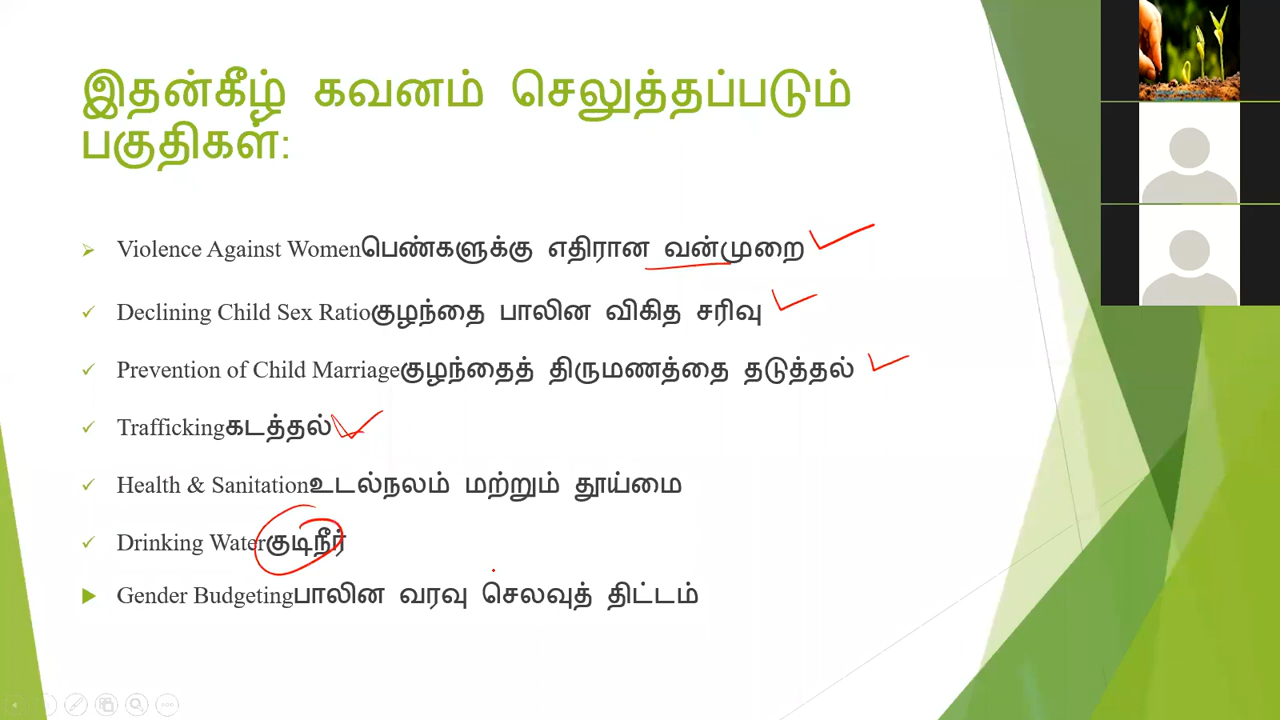 இதன்கீழ் கவனம் செலுத்தப்படும்
பகுதிகள்:
Violence Against Womenபெண்களுக்கு எதிரான வன்முறை
Declining Child Sex Ratioகுழந்தை பாலின விகித சரிவு
Prevention of Child Marriageகுழந்தைத் திருமணத்தை தடுத்தல்
Traffickingகடத்தல்
Health & Sanitationஉடல்நலம் மற்றும் தூய்மை
Drinking Waterகுடிநீர்
Gender Budgetingபாலின வரவு செலவுத் திட்டம்